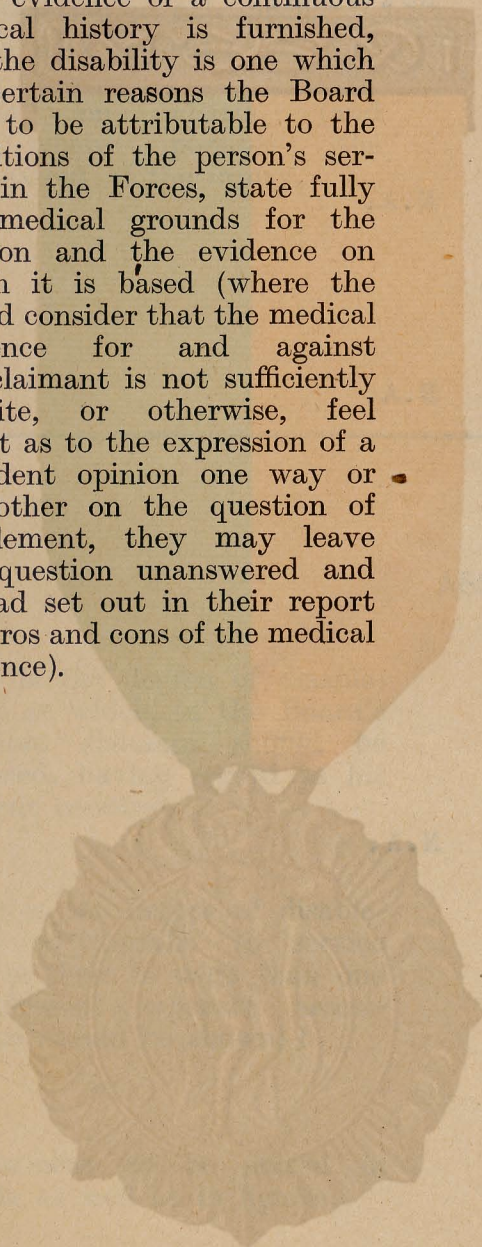 evidence of a continuous
cal history is furnished,
the disability is one which
ertain reasons the Board
to be attributable to the
tions of the person's ser-
in the Forces, state fully
medical grounds for the
on and the evidence on
h it is based (where the
d consider that the medical
nce for and against
claimant is not sufficiently
ite, or otherwise, feel
t as to the expression of a
dent opinion one way or
other on the question of
lement, they may leave
question unanswered and
ad set out in their report
ros and cons of the medical
nce).